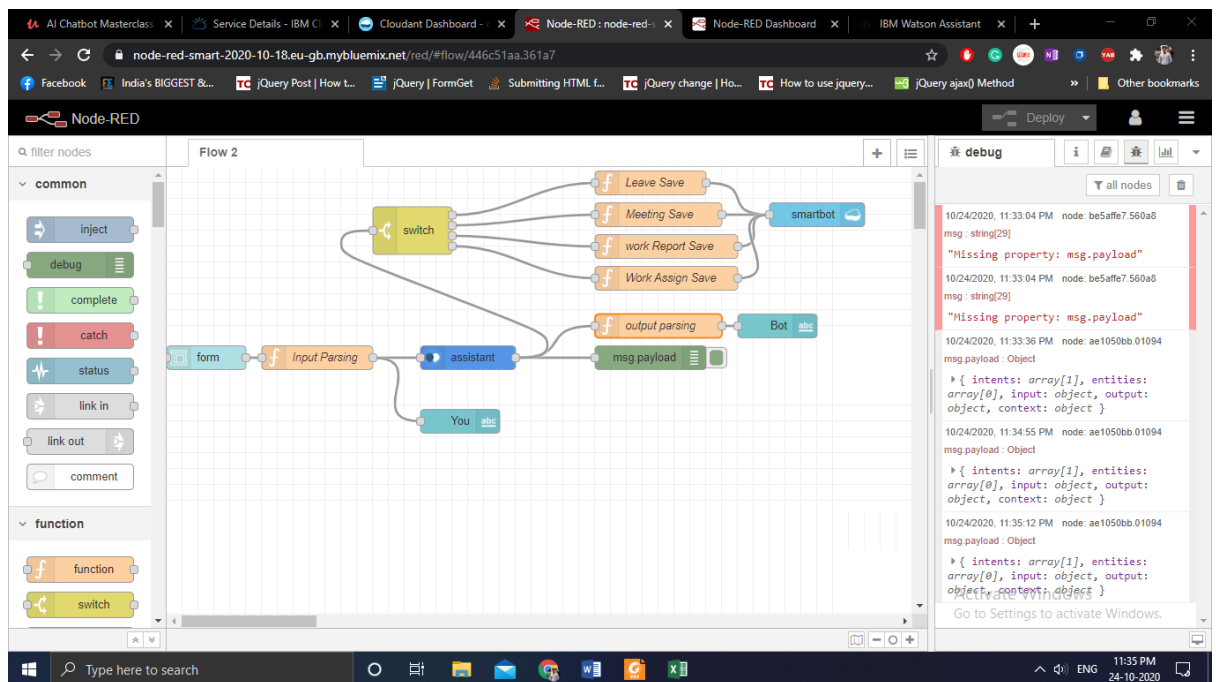 AI Chatbot Masterclass
Service Details - IBM Cl
Cloudant Dashboard -
Node-RED : node-red-s
Node-RED Dashboard
IBM Watson Assistant
node-red-smart-2020-10-18.eu-gb.mybluemix.net/red/#flow/446c51aa.361a7
Facebook
India's BIGGEST &...
jQuery Post | How t...
jQuery | FormGet
Submitting HTML f...
jQuery change | Ho...
How to use jquery...
jQuery ajax() Method
»
Other bookmarks
Node-RED
Deploy
filter nodes
Flow 2
debug
all nodes
common
inject
debug
complete
catch
status
link in
link out
comment
function
function
switch
switch
Leave Save
Meeting Save
work Report Save
Work Assign Save
smartbot
output parsing
Bot
abc
form
Input Parsing
assistant
msg.payload
You
abc
10/24/2020, 11:33:04 PM node: be5affe7.560a8
msg : string[29]
"Missing property: msg.payload"
10/24/2020, 11:33:04 PM node: be5affe7.560a8
msg : string[29]
"Missing property: msg.payload"
10/24/2020, 11:33:36 PM node: ae1050bb.01094
msg.payload : Object
{ intents: array[1], entities:
array[0], input: object, output:
object, context: object }
10/24/2020, 11:34:55 PM node: ae1050bb.01094
msg.payload : Object
{ intents: array[1], entities:
array[0], input: object, output:
object, context: object }
10/24/2020, 11:35:12 PM node: ae1050bb.01094
msg.payload : Object
{ intents: array[1], entities:
array[0], input: object, output:
object, context: object }
Activate Windows
Go to Settings to activate Windows.
Type here to search
ENG
11:35 PM
24-10-2020